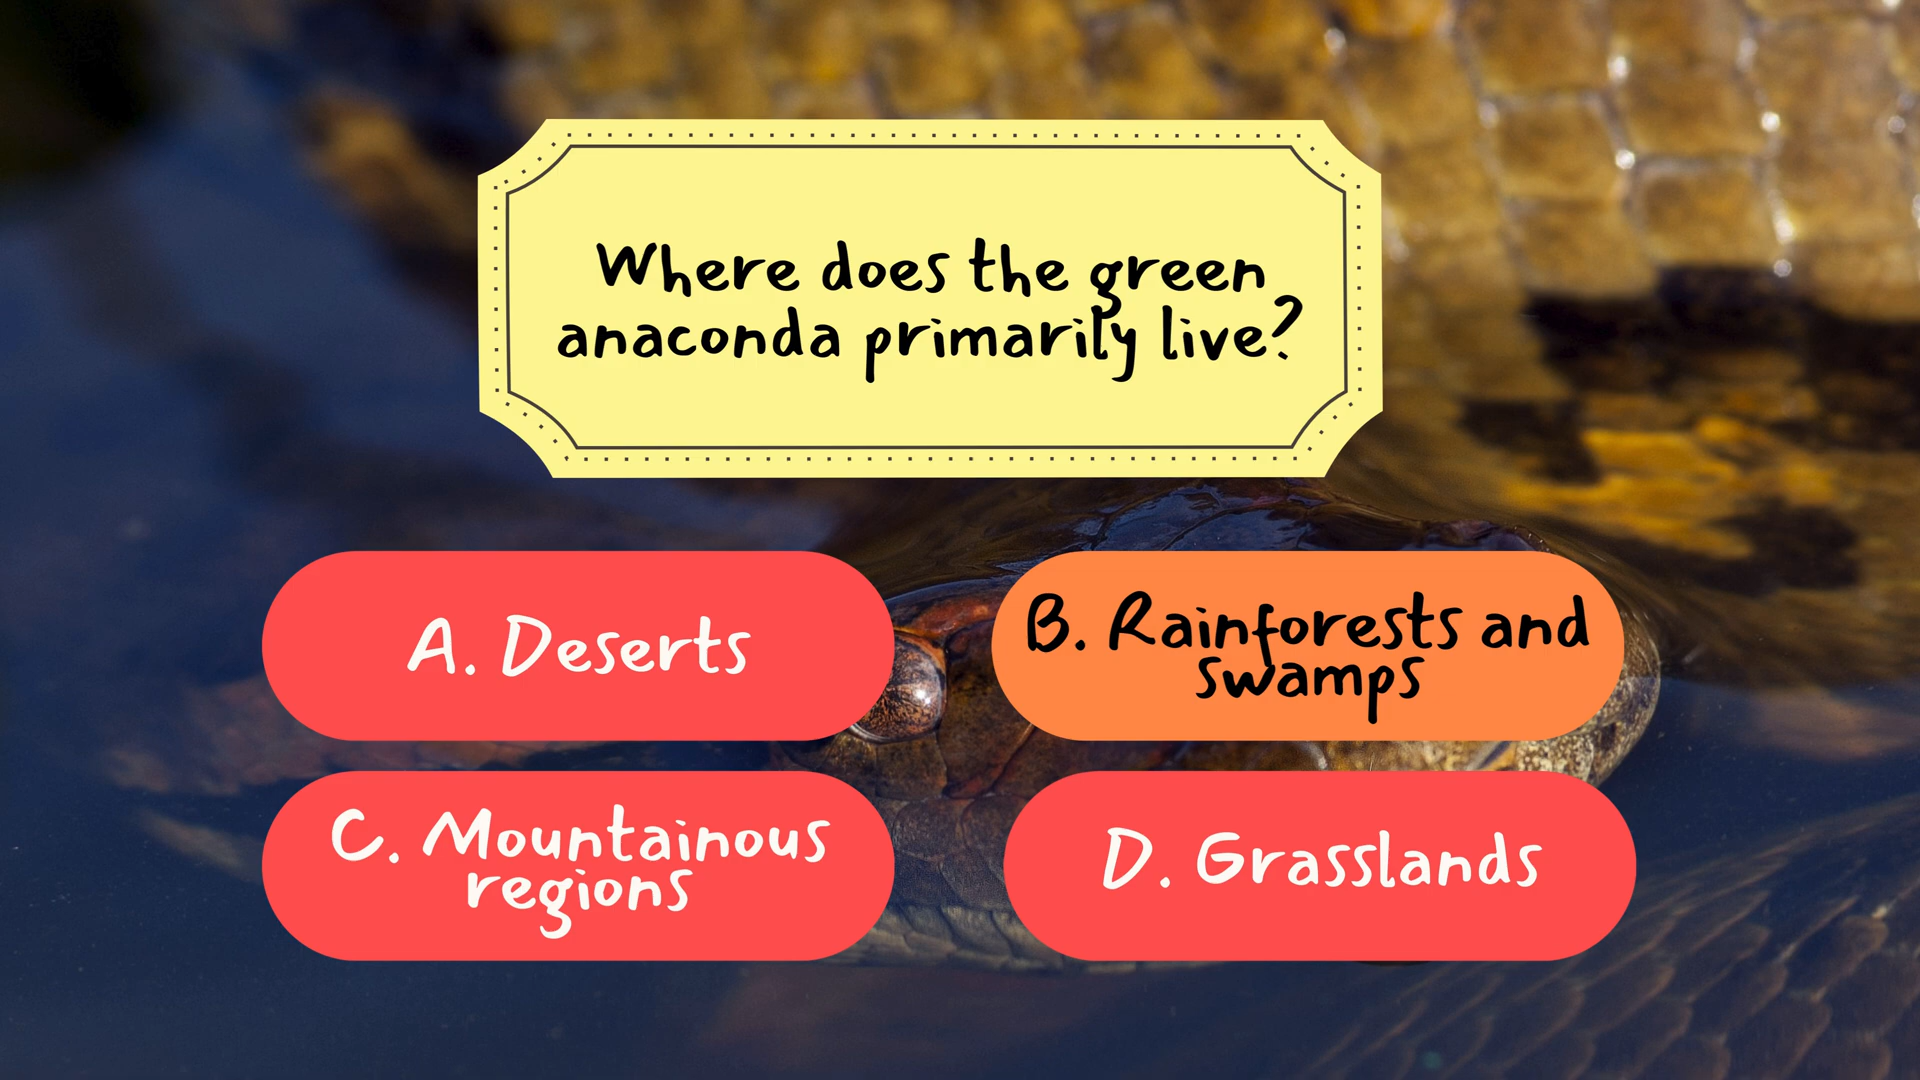 Where does the green
anaconda primarily live?
A. Deserts
B. Rainforests and
swamps
C. Mountainous
regions
D. Grasslands